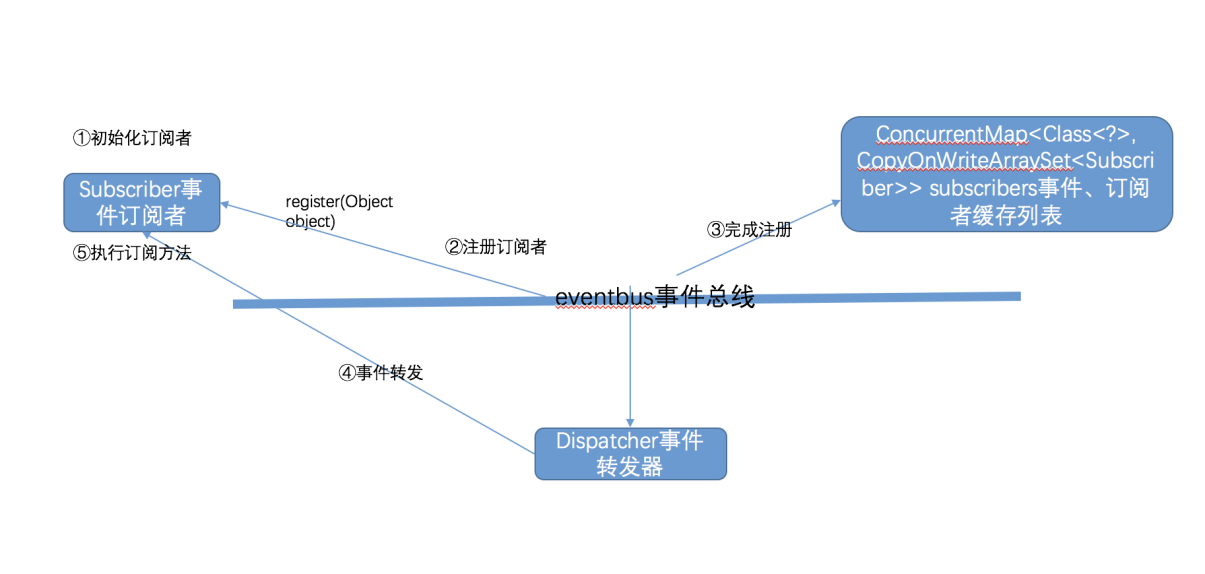 ①初始化订阅者
Subscriber事
件订阅者
⑤执行订阅方法
register(Object
object)
②注册订阅者
③完成注册
ConcurrentMap<Class<?>,
CopyOnWriteArraySet<Subscri
ber>> subscribers事件、订阅
者缓存列表
eventbus事件总线
④事件转发
Dispatcher事件
转发器